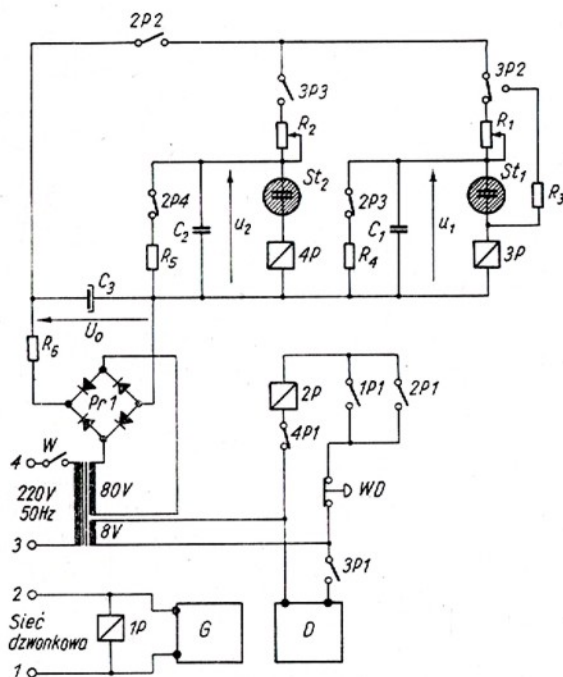 2P2
3P3
3P2
R2
R1
2P4
St2
2P3
St1
R3
C2
u2
C1
u1
R5
4P
R4
3P
C3
Uo
R6
Pr1
2P
1P1
2P1
4P1
W
4
80V
WD
220V
50Hz
8V
3
3P1
2
Sieć
dzwonkowa
1P
G
D
1